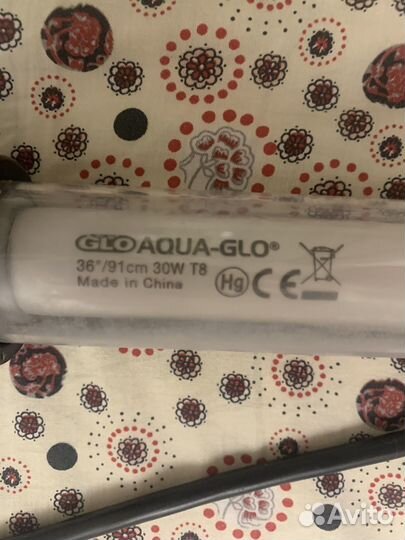 GLO AQUA-GLO®
36"/91cm 30W T8
Made in China
Hg CE
Avito